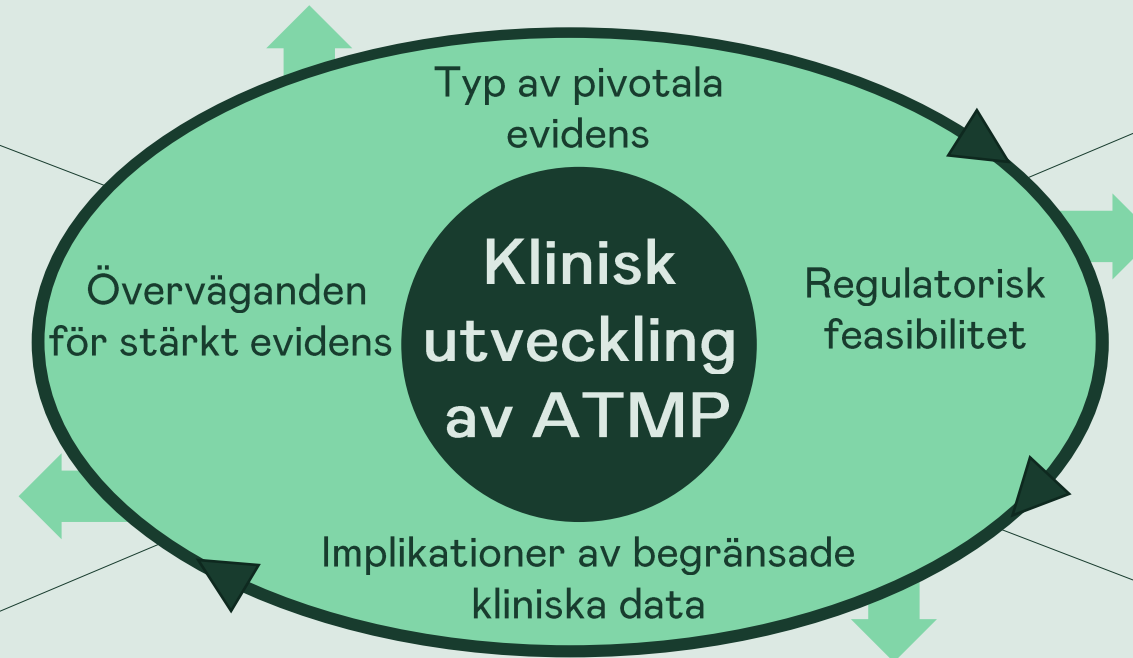 Typ av pivotala
evidens
Klinisk
utveckling
av ATMP
Överväganden
för stärkt evidens
Regulatorisk
feasibilitet
Implikationer av begränsade
kliniska data